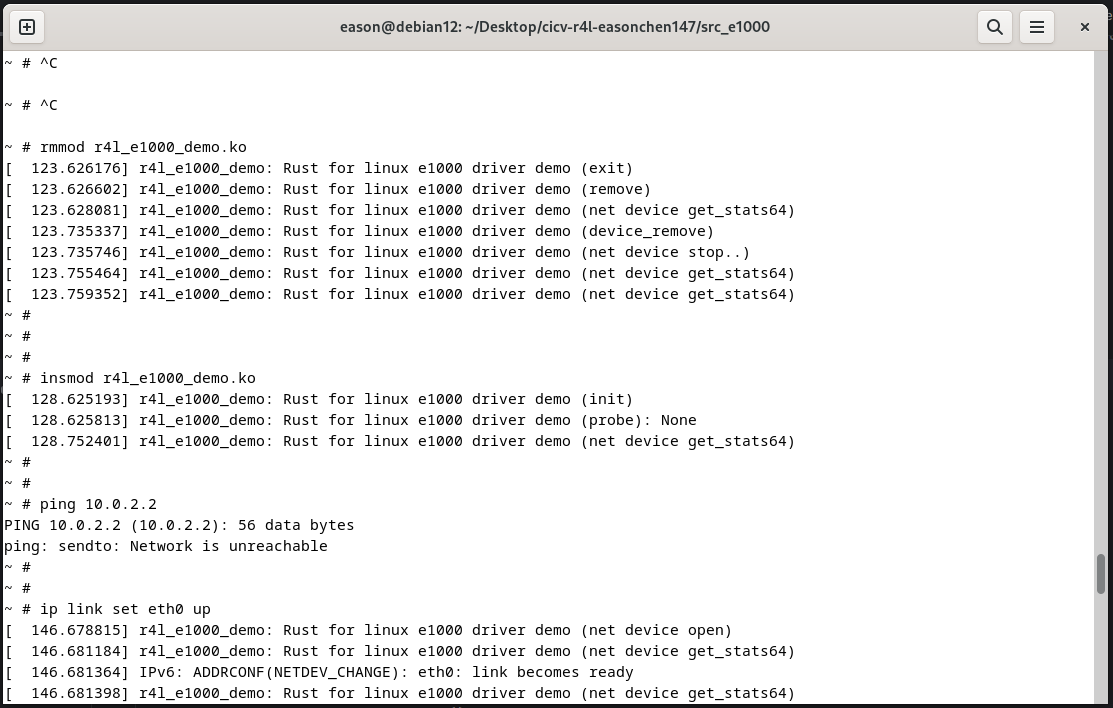 eason@debian12: ~/Desktop/cicv-r4l-easonchen147/src_e1000
~ # ^C
~ # ^C
~ # rmmod r4l_e1000_demo.ko
[  123.626176] r4l_e1000_demo: Rust for linux e1000 driver demo (exit)
[  123.626602] r4l_e1000_demo: Rust for linux e1000 driver demo (remove)
[  123.628081] r4l_e1000_demo: Rust for linux e1000 driver demo (net device get_stats64)
[  123.735337] r4l_e1000_demo: Rust for linux e1000 driver demo (device_remove)
[  123.735746] r4l_e1000_demo: Rust for linux e1000 driver demo (net device stop..)
[  123.755464] r4l_e1000_demo: Rust for linux e1000 driver demo (net device get_stats64)
[  123.759352] r4l_e1000_demo: Rust for linux e1000 driver demo (net device get_stats64)
~ #
~ #
~ #
~ # insmod r4l_e1000_demo.ko
[  128.625193] r4l_e1000_demo: Rust for linux e1000 driver demo (init)
[  128.625813] r4l_e1000_demo: Rust for linux e1000 driver demo (probe): None
[  128.752401] r4l_e1000_demo: Rust for linux e1000 driver demo (net device get_stats64)
~ #
~ #
~ # ping 10.0.2.2
PING 10.0.2.2 (10.0.2.2): 56 data bytes
ping: sendto: Network is unreachable
~ #
~ #
~ # ip link set eth0 up
[  146.678815] r4l_e1000_demo: Rust for linux e1000 driver demo (net device open)
[  146.681184] r4l_e1000_demo: Rust for linux e1000 driver demo (net device get_stats64)
[  146.681364] IPv6: ADDRCONF(NETDEV_CHANGE): eth0: link becomes ready
[  146.681398] r4l_e1000_demo: Rust for linux e1000 driver demo (net device get_stats64)